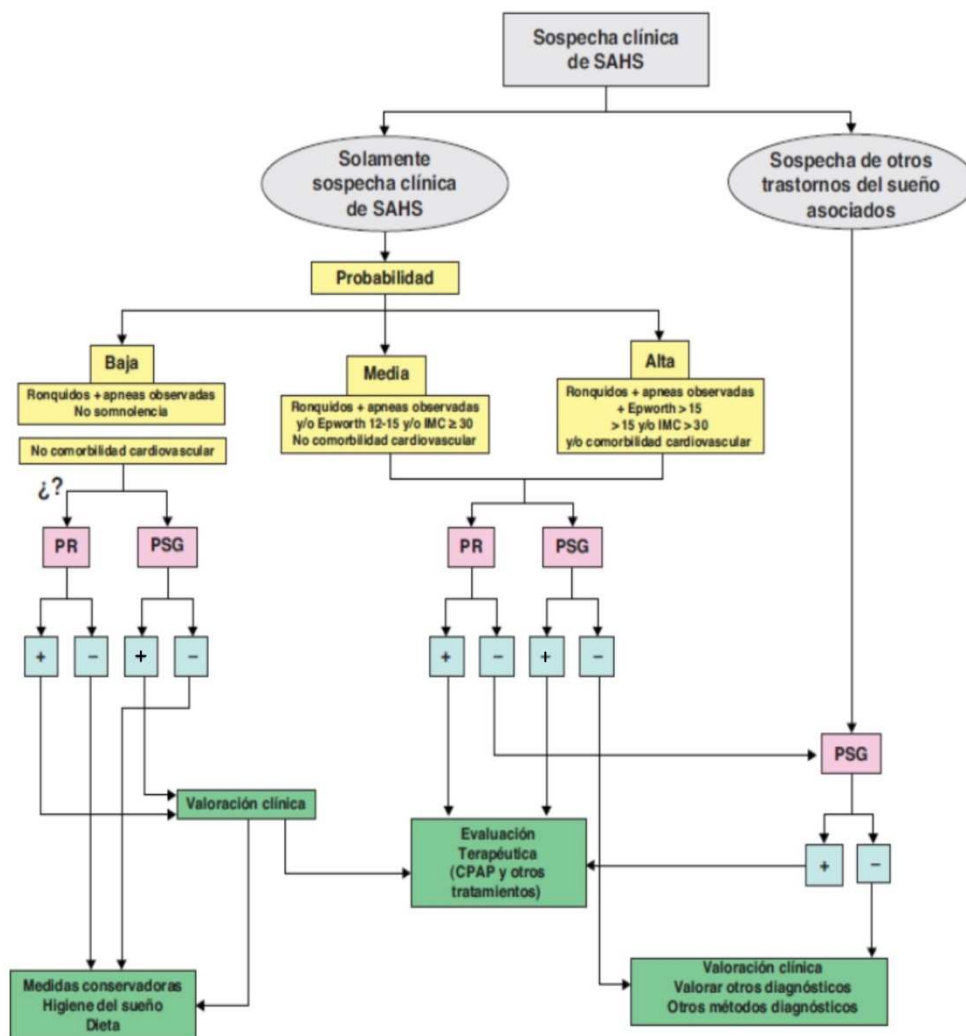 Sospecha clínica
de SAHS
Solamente
sospecha clínica
de SAHS
Sospecha de otros
trastornos del sueño
asociados
Probabilidad
Baja
Ronquidos + apneas observadas
No somnolencia
No comorbilidad cardiovascular
Media
Ronquidos + apneas observadas
y/o Epworth 12-15 y/o IMC ≥ 30
No comorbilidad cardiovascular
Alta
Ronquidos + apneas observadas
+ Epworth > 15
> 15 y/o IMC > 30
y/o comorbilidad cardiovascular
¿?
PR
PSG
PR
PSG
+
–
+
–
+
–
+
–
PSG
+
–
Valoración clínica
Evaluación
Terapéutica
(CPAP y otros
tratamientos)
Medidas conservadoras
Higiene del sueño
Dieta
Valoración clínica
Valorar otros diagnósticos
Otros métodos diagnósticos